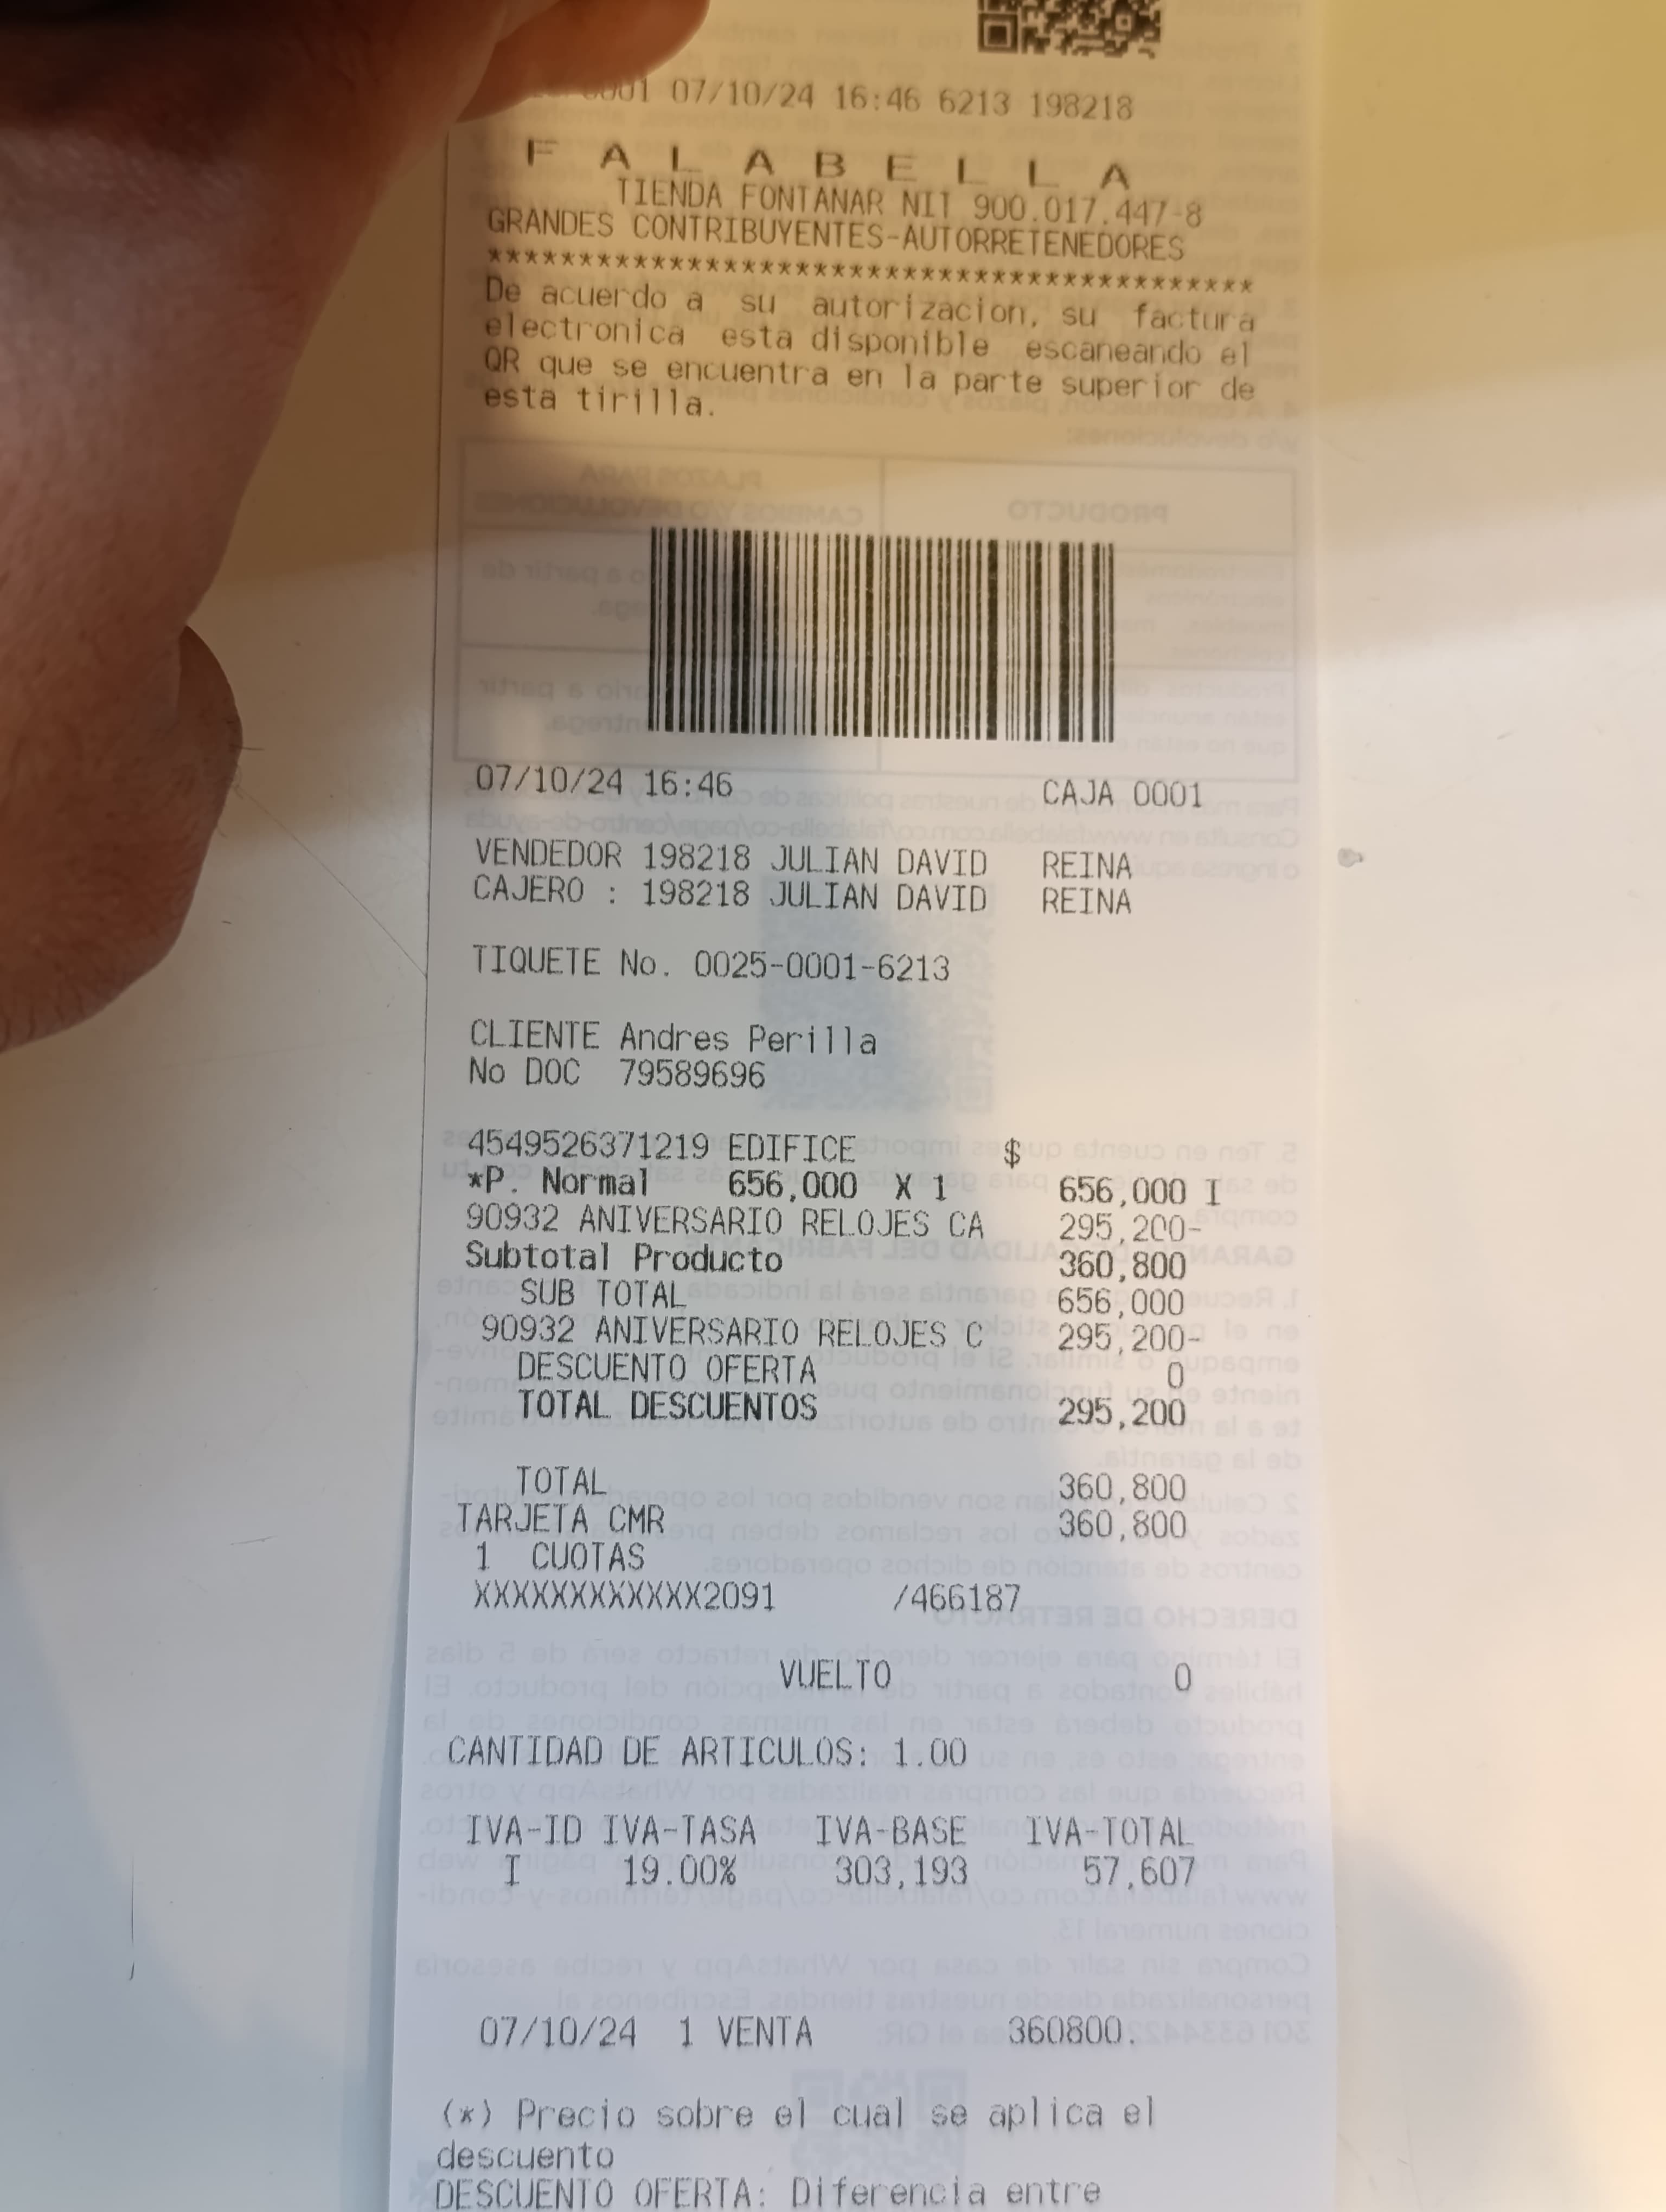 07/10/24 16:46 6213 198218
F A L A B E L L A
TIENDA FONTANAR NIT 900.017.447-8
GRANDES CONTRIBUYENTES-AUTORRETENEDORES
******************************************
De acuerdo a su autorizacion, su factura
electronica esta disponible escaneando el
QR que se encuentra en la parte superior de
esta tirilla.
07/10/24 16:46 CAJA 0001
VENDEDOR 198218 JULIAN DAVID REINA
CAJERO : 198218 JULIAN DAVID REINA
TIQUETE No. 0025-0001-6213
CLIENTE Andres Perilla
No DOC 79589696
4549526371219 EDIFICE $
*P. Normal 656,000 X 1 656,000 I
90932 ANIVERSARIO RELOJES CA 295,200-
Subtotal Producto 360,800
SUB TOTAL 656,000
90932 ANIVERSARIO RELOJES C 295,200-
DESCUENTO OFERTA 0
TOTAL DESCUENTOS 295,200
TOTAL 360,800
TARJETA CMR 360,800
1 CUOTAS
XXXXXXXXXXXX2091 /466187
VUELTO 0
CANTIDAD DE ARTICULOS: 1.00
IVA-ID IVA-TASA IVA-BASE IVA-TOTAL
I 19.00% 303,193 57,607
07/10/24 1 VENTA 360800.
(*) Precio sobre el cual se aplica el
descuento
DESCUENTO OFERTA: Diferencia entre